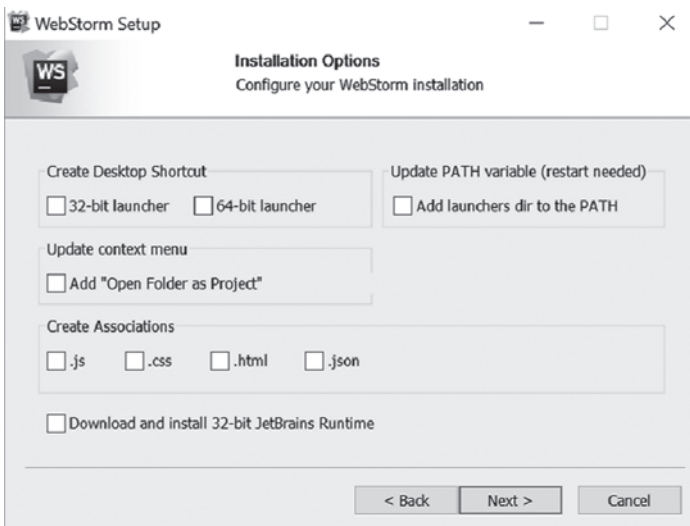 WebStorm Setup
WS
Installation Options
Configure your WebStorm installation
Create Desktop Shortcut
32-bit launcher 64-bit launcher
Update PATH variable (restart needed)
Add launchers dir to the PATH
Update context menu
Add "Open Folder as Project"
Create Associations
.js .css .html .json
Download and install 32-bit JetBrains Runtime
< Back Next > Cancel